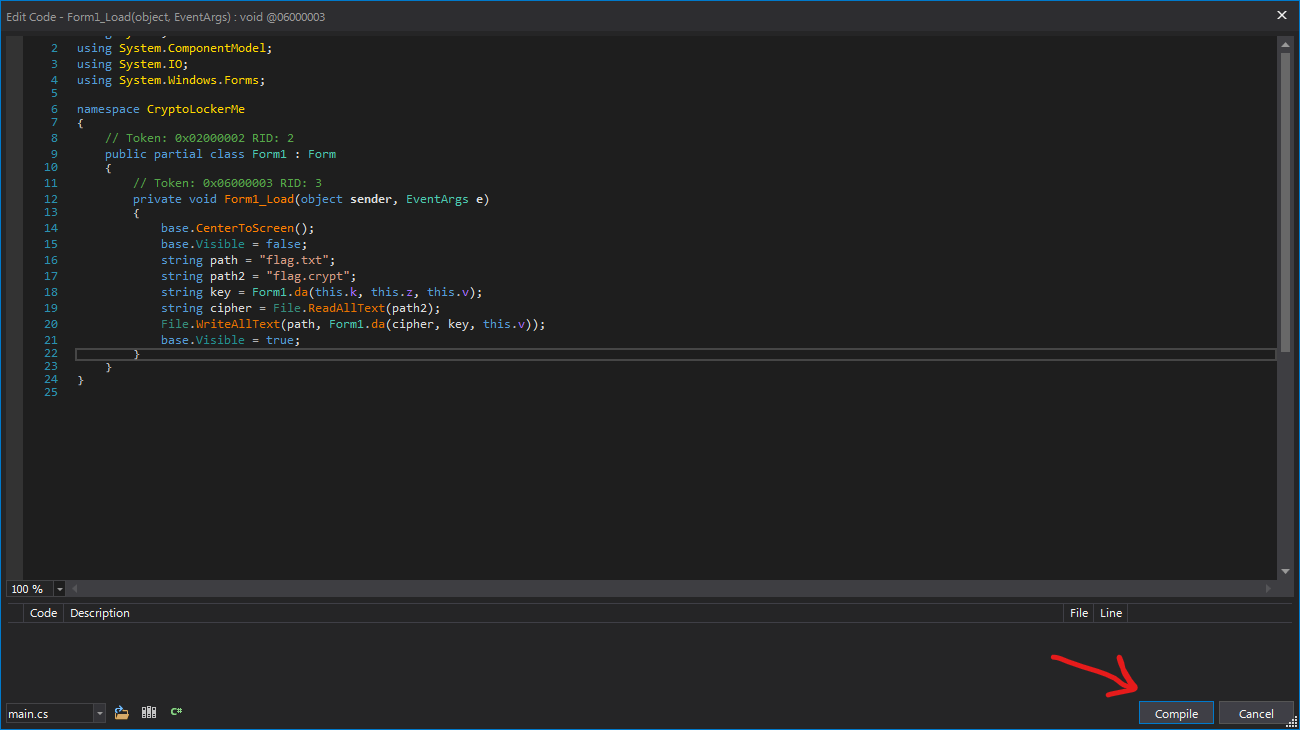 Edit Code - Form1_Load(object, EventArgs) : void @06000003
2 using System.ComponentModel;
3 using System.IO;
4 using System.Windows.Forms;
5
6 namespace CryptoLockerMe
7 {
8 // Token: 0x02000002 RID: 2
9 public partial class Form1 : Form
10 {
11 // Token: 0x06000003 RID: 3
12 private void Form1_Load(object sender, EventArgs e)
13 {
14 base.CenterToScreen();
15 base.Visible = false;
16 string path = "flag.txt";
17 string path2 = "flag.crypt";
18 string key = Form1.da(this.k, this.z, this.v);
19 string cipher = File.ReadAllText(path2);
20 File.WriteAllText(path, Form1.da(cipher, key, this.v));
21 base.Visible = true;
22 }
23 }
24 }
25
100 %
Code Description File Line
main.cs C# Compile Cancel